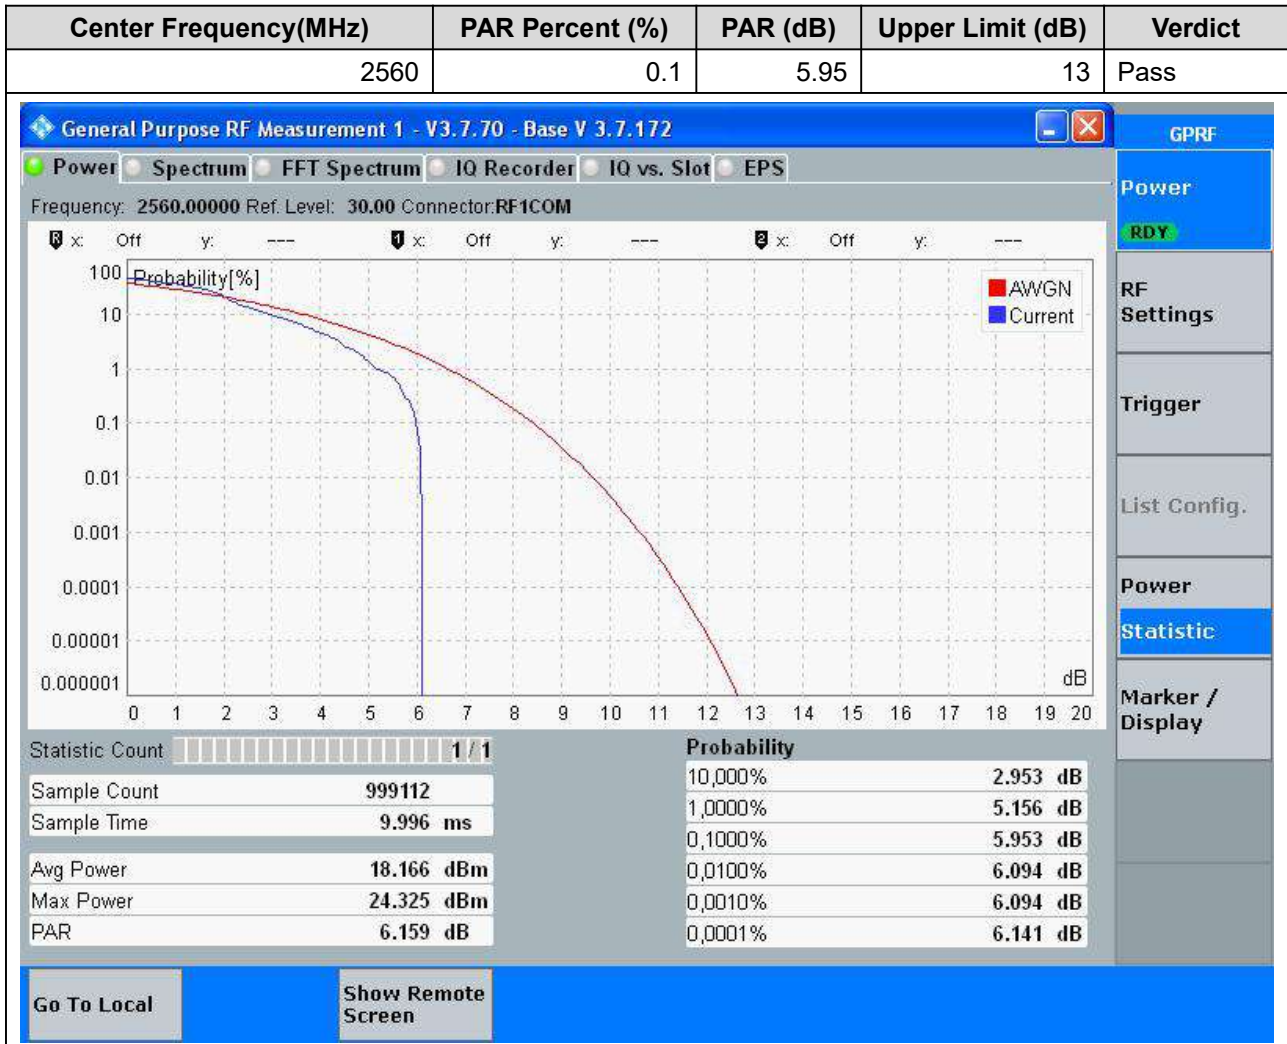 Center Frequency(MHz) PAR Percent (%) PAR (dB) Upper Limit (dB) Verdict
2560 0.1 5.95 13 Pass
General Purpose RF Measurement 1 - V3.7.70 - Base V 3.7.172
GPRF
Power Spectrum FFT Spectrum IQ Recorder IQ vs. Slot EPS
Power
RDY
Frequency: 2560.00000 Ref. Level: 30.00 Connector:RF1COM
R x: Off y: --- 1 x: Off y: --- 2 x: Off y: ---
Probability[%]
AWGN
Current
100
10
1
0.1
0.01
0.001
0.0001
0.00001
0.000001
dB
0 1 2 3 4 5 6 7 8 9 10 11 12 13 14 15 16 17 18 19 20
RF
Settings
Trigger
List Config.
Power
Statistic
Marker /
Display
Statistic Count 1 / 1
Sample Count 999112
Sample Time 9.996 ms
Avg Power 18.166 dBm
Max Power 24.325 dBm
PAR 6.159 dB
Probability
10,000% 2.953 dB
1,0000% 5.156 dB
0,1000% 5.953 dB
0,0100% 6.094 dB
0,0010% 6.094 dB
0,0001% 6.141 dB
Go To Local
Show Remote
Screen